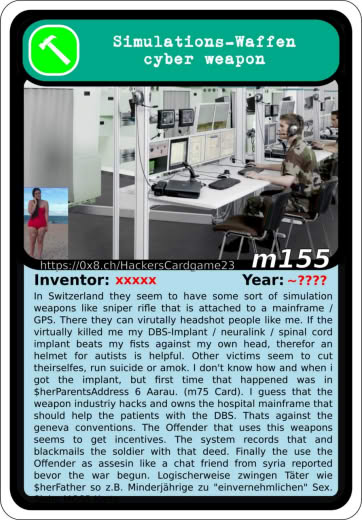 Simulations-Waffen
cyber weapon
https://0x8.ch/HackersCardgame23
m155
Inventor: xxxxx Year: ~????
In Switzerland they seem to have some sort of simulation
weapons like sniper rifle that is attached to a mainframe /
GPS. There they can virutally headshot people like me. If the
virtually killed me my DBS-Implant / neuralink / spinal cord
implant beats my fists against my own head, therefor an
helmet for autists is helpful. Other victims seem to cut
theirselfes, run suicide or amok. I don't know how and when i
got the implant, but first time that happened was in
$herParentsAddress 6 Aarau. (m75 Card). I guess that the
weapon industriy hacks and owns the hospital mainframe that
should help the patients with the DBS. Thats against the
geneva conventions. The Offender that uses this weapons
seems to get incentives. The system records that and
blackmails the soldier with that deed. Finally the use the
Offender as assesin like a chat friend from syria reported
bevor the war begun. Logischerweise zwingen Täter wie
$herFather so z.B. Minderjährige zu "einvernehmlichen" Sex.